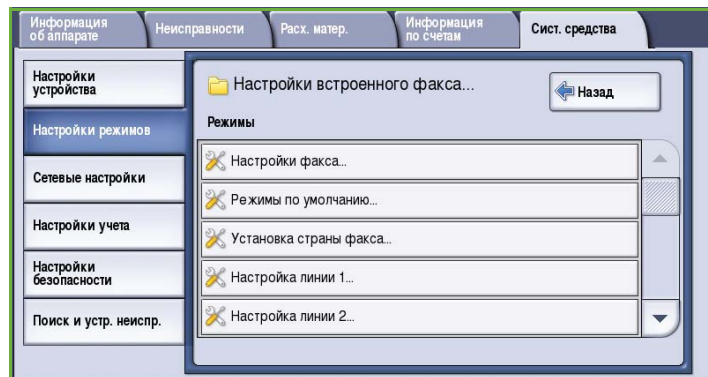 Информация
об аппарате
Неисправности
Расх. матер.
Информация
по счетам
Сист. средства
Настройки
устройства
Настройки режимов
Сетевые настройки
Настройки учета
Настройки
безопасности
Поиск и устр. неиспр.
Настройки встроенного факса...
Назад
Режимы
Настройки факса...
Режимы по умолчанию...
Установка страны факса...
Настройка линии 1...
Настройка линии 2...